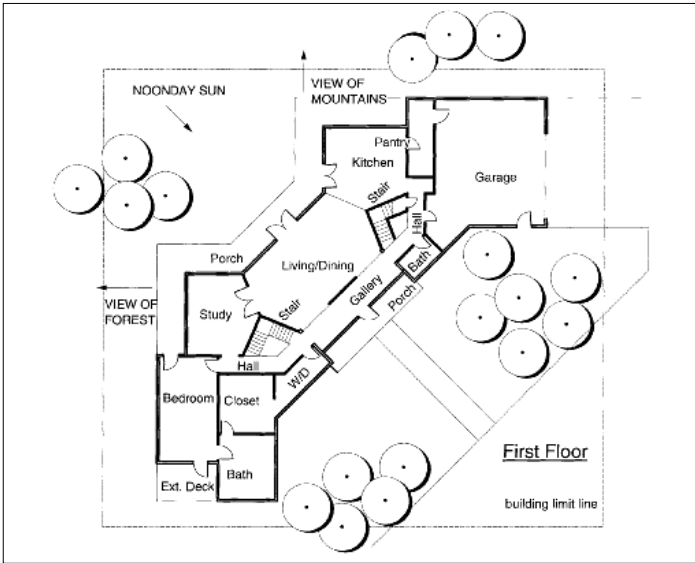 NOONDAY SUN
VIEW OF
MOUNTAINS
Pantry
Kitchen
Garage
Stair
Hall
Porch
Living/Dining
Bath
Gallery
Porch
VIEW OF
FOREST
Study
Stair
Hall
W/D
Bedroom
Closet
First Floor
Bath
Ext. Deck
building limit line